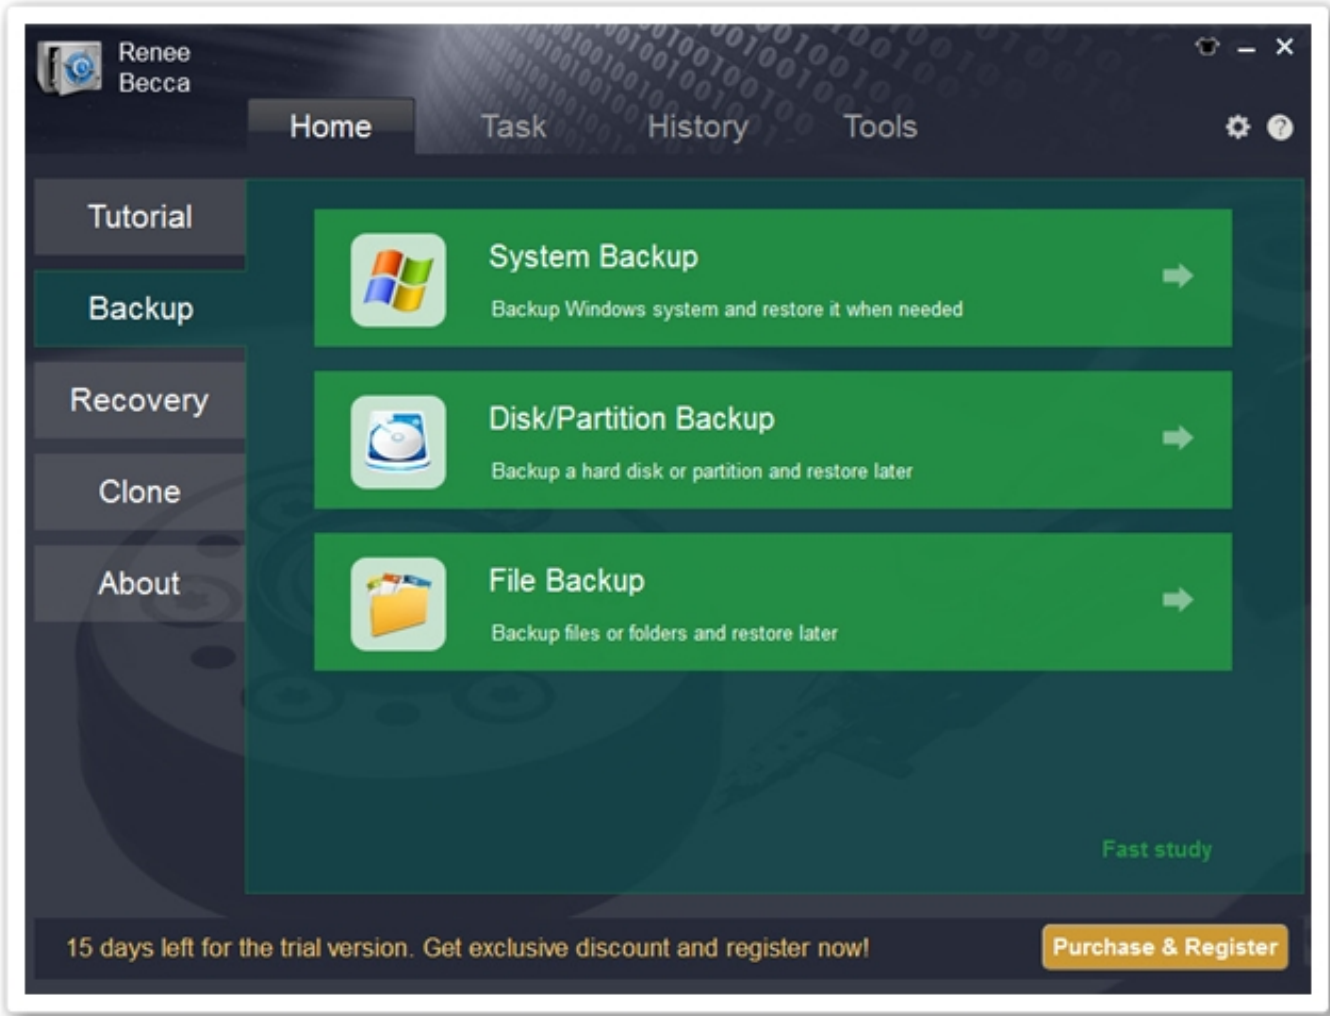 Renee
Becca
Home
Task
History
Tools
Tutorial
Backup
Recovery
Clone
About
System Backup
Backup Windows system and restore it when needed
Disk/Partition Backup
Backup a hard disk or partition and restore later
File Backup
Backup files or folders and restore later
Fast study
15 days left for the trial version. Get exclusive discount and register now!
Purchase & Register